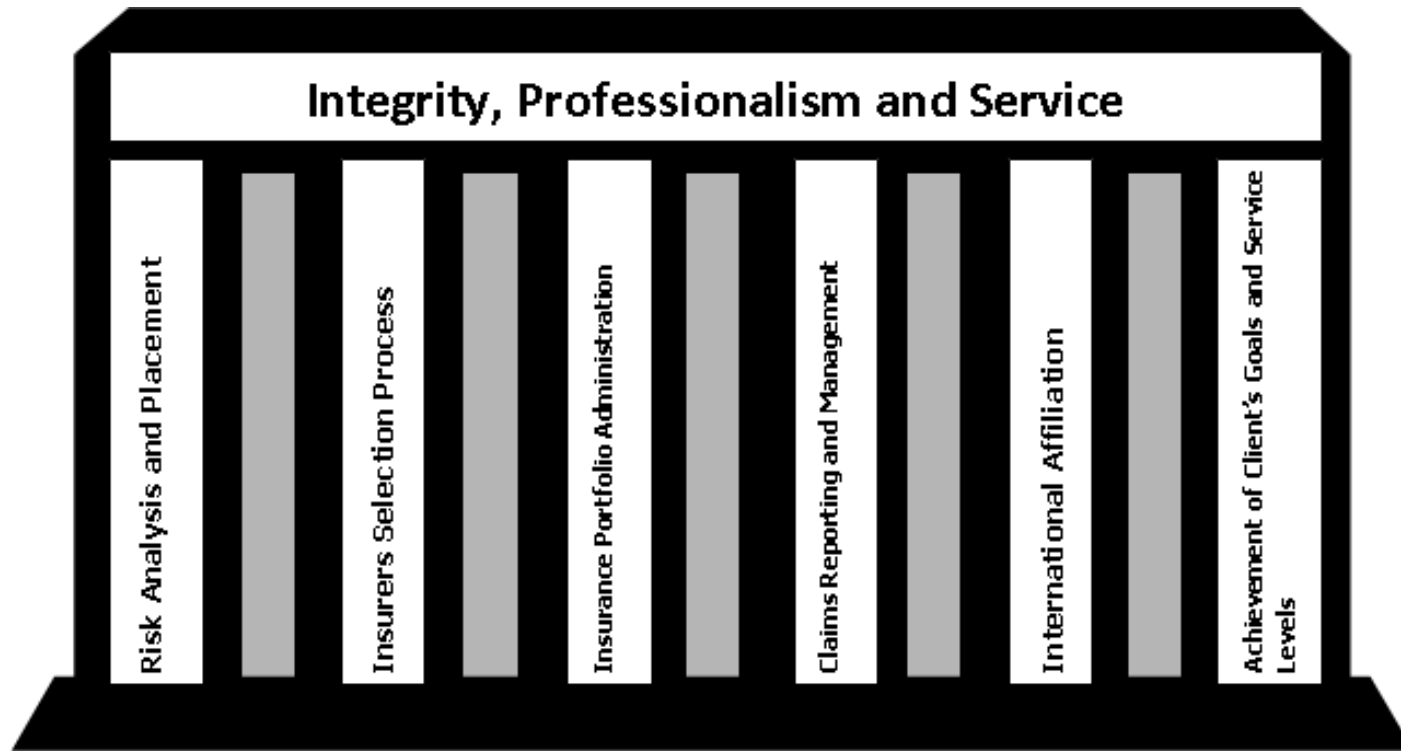 Integrity, Professionalism and Service
Risk Analysis and Placement
Insurers Selection Process
Insurance Portfolio Administration
Claims Reporting and Management
International Affiliation
Achievement of Client’s Goals and Service
Levels